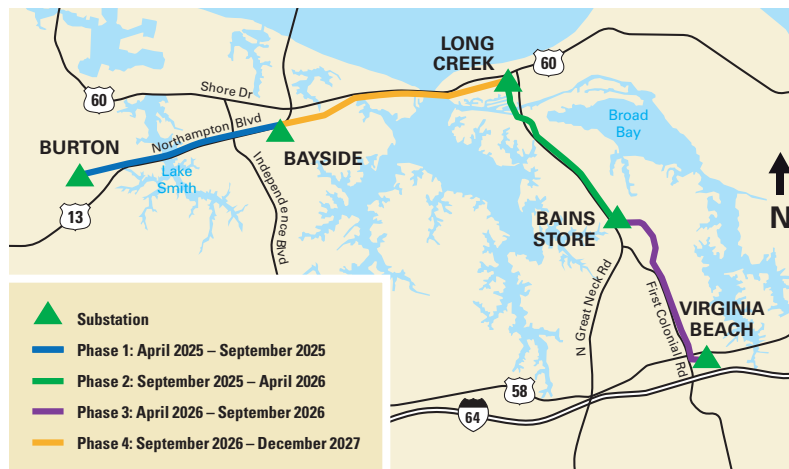 LONG
CREEK
60
Shore Dr
60
Northampton Blvd
Broad
Bay
BURTON
BAYSIDE
Lake
Smith
Independence Blvd
13
BAINS
STORE
N
N Great Neck Rd
First Colonial Rd
VIRGINIA
BEACH
58
64
Substation
Phase 1: April 2025 – September 2025
Phase 2: September 2025 – April 2026
Phase 3: April 2026 – September 2026
Phase 4: September 2026 – December 2027